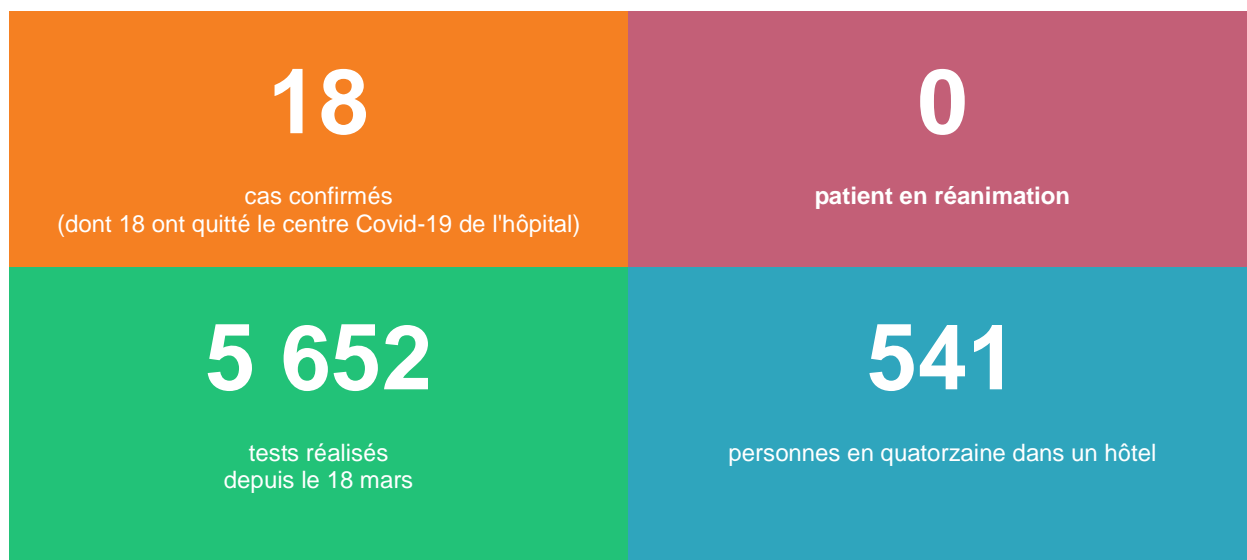 18
cas confirmés
(dont 18 ont quitté le centre Covid-19 de l'hôpital)
0
patient en réanimation
5 652
tests réalisés
depuis le 18 mars
541
personnes en quatorzaine dans un hôtel